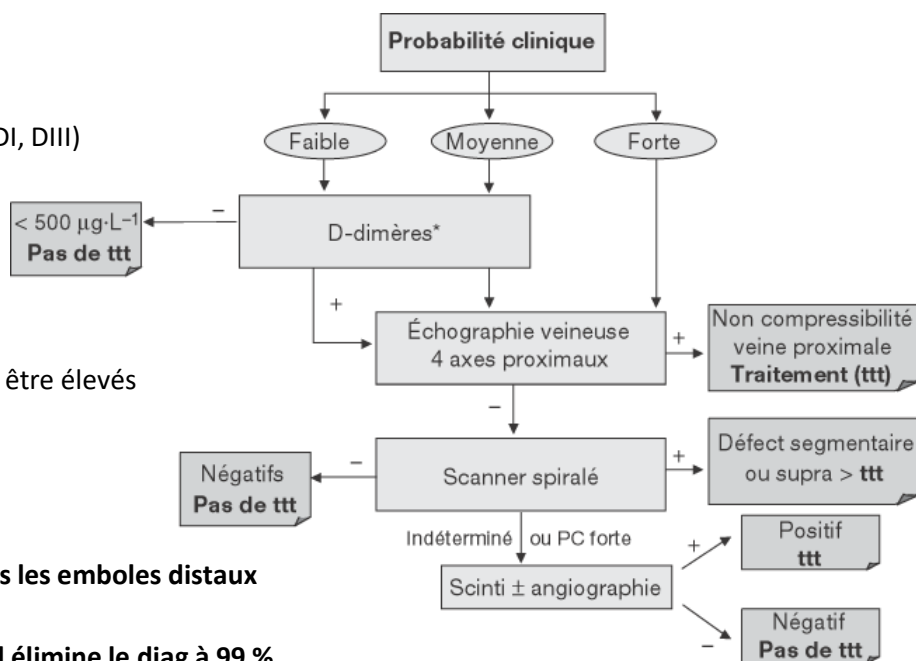 Probabilité clinique
DI, DIII)
Faible
Moyenne
Forte
< 500 µg·L⁻¹
Pas de ttt
–
D-dimères*
+
Échographie veineuse
4 axes proximaux
+
Non compressibilité
veine proximale
Traitement (ttt)
être élevés
–
Négatifs
Pas de ttt
–
Scanner spiralé
+
Défect segmentaire
ou supra > ttt
Indéterminé ou PC forte
Scinti ± angiographie
+
Positif
ttt
–
Négatif
Pas de ttt
s les emboles distaux
élimine le diag à 99 %